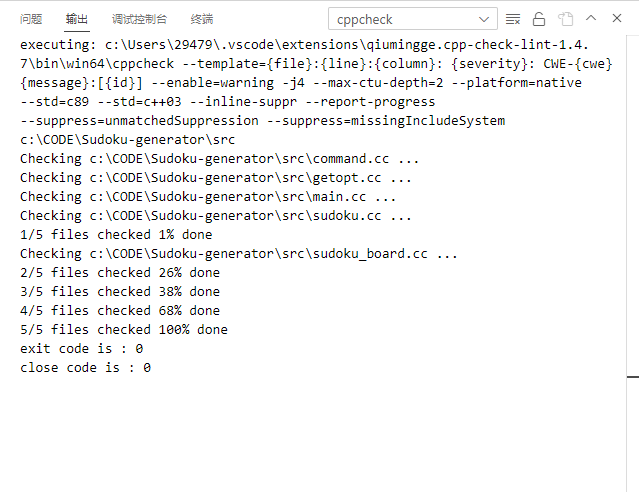 问题 输出 调试控制台 终端 cppcheck
executing: c:\Users\29479\.vscode\extensions\qiumingge.cpp-check-lint-1.4.
7\bin\win64\cppcheck --template={file}:{line}:{column}: {severity}: CWE-{cwe}
{message}:[{id}] --enable=warning -j4 --max-ctu-depth=2 --platform=native
--std=c89 --std=c++03 --inline-suppr --report-progress
--suppress=unmatchedSuppression --suppress=missingIncludeSystem
c:\CODE\Sudoku-generator\src
Checking c:\CODE\Sudoku-generator\src\command.cc ...
Checking c:\CODE\Sudoku-generator\src\getopt.cc ...
Checking c:\CODE\Sudoku-generator\src\main.cc ...
Checking c:\CODE\Sudoku-generator\src\sudoku.cc ...
1/5 files checked 1% done
Checking c:\CODE\Sudoku-generator\src\sudoku_board.cc ...
2/5 files checked 26% done
3/5 files checked 38% done
4/5 files checked 68% done
5/5 files checked 100% done
exit code is : 0
close code is : 0